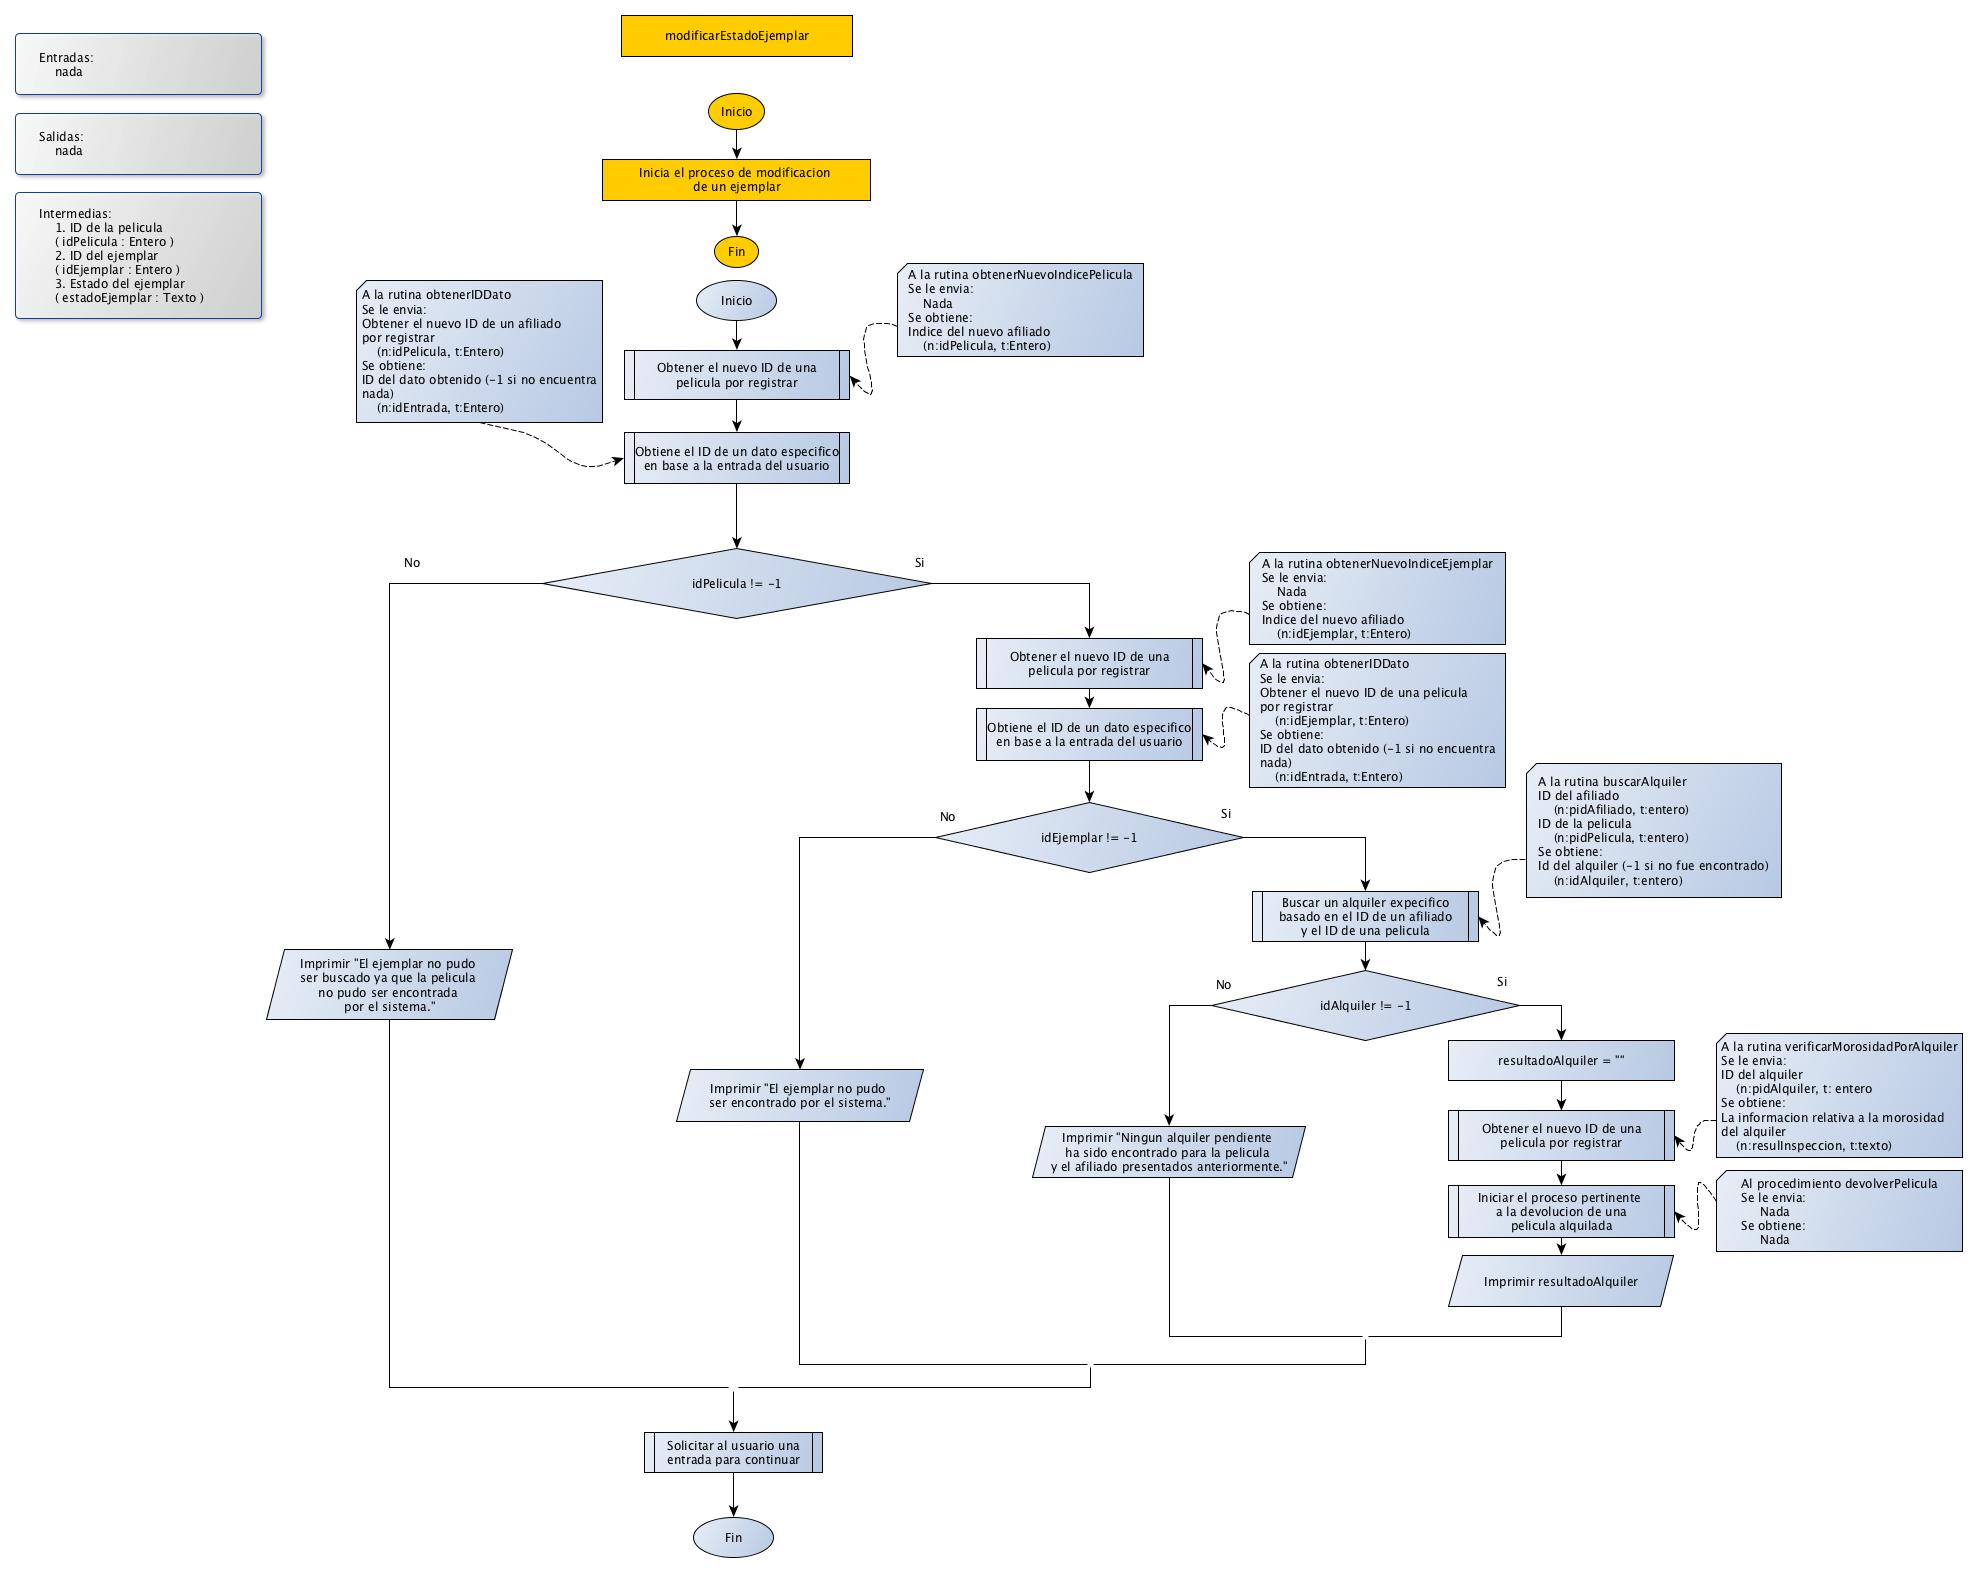 modificarEstadoEjemplar
Entradas:
nada
Salidas:
nada
Intermedias:
1. ID de la pelicula
( idPelicula : Entero )
2. ID del ejemplar
( idEjemplar : Entero )
3. Estado del ejemplar
( estadoEjemplar : Texto )
Inicio
Inicia el proceso de modificacion
de un ejemplar
Fin
Inicio
A la rutina obtenerNuevoIndicePelicula
Se le envia:
Nada
Se obtiene:
Indice del nuevo afiliado
(n:idPelicula, t:Entero)
A la rutina obtenerIDDato
Se le envia:
Obtener el nuevo ID de un afiliado
por registrar
(n:idPelicula, t:Entero)
Se obtiene:
ID del dato obtenido (-1 si no encuentra
nada)
(n:idEntrada, t:Entero)
Obtener el nuevo ID de una
pelicula por registrar
Obtiene el ID de un dato especifico
en base a la entrada del usuario
No
idPelicula != -1
Si
A la rutina obtenerNuevoIndiceEjemplar
Se le envia:
Nada
Se obtiene:
Indice del nuevo afiliado
(n:idEjemplar, t:Entero)
Obtener el nuevo ID de una
pelicula por registrar
A la rutina obtenerIDDato
Se le envia:
Obtener el nuevo ID de una pelicula
por registrar
(n:idEjemplar, t:Entero)
Se obtiene:
ID del dato obtenido (-1 si no encuentra
nada)
(n:idEntrada, t:Entero)
Obtiene el ID de un dato especifico
en base a la entrada del usuario
No
idEjemplar != -1
Si
A la rutina buscarAlquiler
ID del afiliado
(n:pidAfiliado, t:entero)
ID de la pelicula
(n:pidPelicula, t:entero)
Se obtiene:
Id del alquiler (-1 si no fue encontrado)
(n:idAlquiler, t:entero)
Buscar un alquiler expecifico
basado en el ID de un afiliado
y el ID de una pelicula
No
idAlquiler != -1
Si
Imprimir "El ejemplar no pudo
ser buscado ya que la pelicula
no pudo ser encontrada
por el sistema."
Imprimir "El ejemplar no pudo
ser encontrado por el sistema."
Imprimir "Ningun alquiler pendiente
ha sido encontrado para la pelicula
y el afiliado presentados anteriormente."
resultadoAlquiler = ""
A la rutina verificarMorosidadPorAlquiler
Se le envia:
ID del alquiler
(n:pidAlquiler, t: entero
Se obtiene:
La informacion relativa a la morosidad
del alquiler
(n:resulInspeccion, t:texto)
Obtener el nuevo ID de una
pelicula por registrar
Al procedimiento devolverPelicula
Se le envia:
Nada
Se obtiene:
Nada
Iniciar el proceso pertinente
a la devolucion de una
pelicula alquilada
Imprimir resultadoAlquiler
Solicitar al usuario una
entrada para continuar
Fin